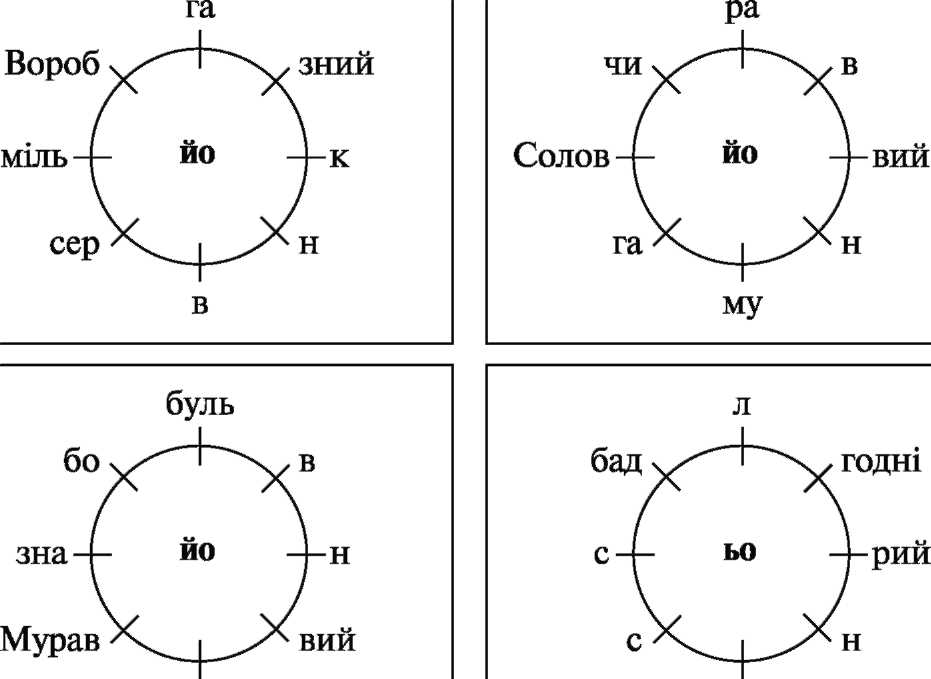 га
Вороб
зний
міль
йо
к
сер
н
в
ра
чи
в
Солов
йо
вий
га
н
му
буль
бо
в
зна
йо
н
Мурав
вий
л
бад
годні
с
ьо
рий
с
н